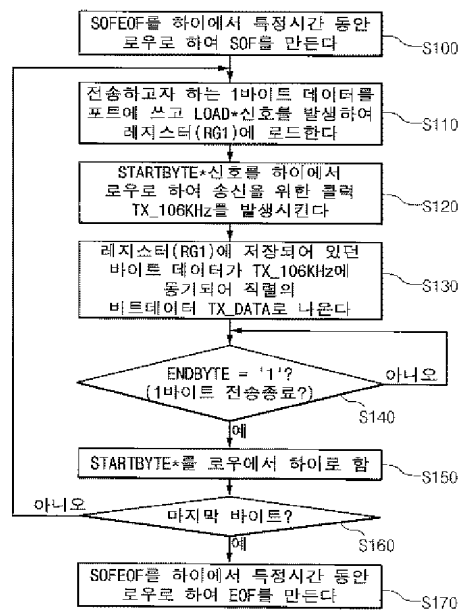 SOFEOF를 하이에서 특정시간 동안
로우로 하여 SOF를 만든다
S100
전송하고자 하는 1바이트 데이터를
포트에 쓰고 LOAD*신호를 발생하여
레지스터(RG1)에 로드한다
S110
STARTBYTE*신호를 하이에서
로우로 하여 송신을 위한 클럭
TX_106KHz를 발생시킨다
S120
레지스터(RG1)에 저장되어 있던
바이트 데이터가 TX_106KHz에
동기되어 직렬의
비트데이터 TX_DATA로 나온다
S130
ENDBYTE = '1'?
(1바이트 전송종료?)
아니오
S140
예
STARTBYTE*를 로우에서 하이로 함
S150
아니오
마지막 바이트?
S160
예
SOFEOF를 하이에서 특정시간 동안
로우로 하여 EOF를 만든다
S170